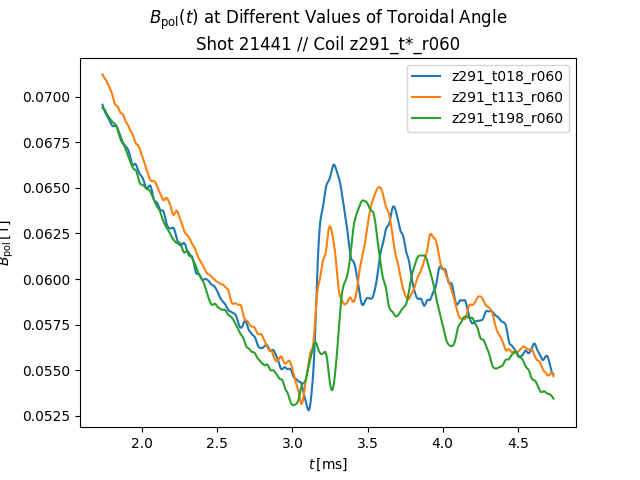 B_pol(t) at Different Values of Toroidal Angle
Shot 21441 // Coil z291_t*_r060
z291_t018_r060
z291_t113_r060
z291_t198_r060
B_pol [T]
0.0700
0.0675
0.0650
0.0625
0.0600
0.0575
0.0550
0.0525
2.0 2.5 3.0 3.5 4.0 4.5
t [ms]